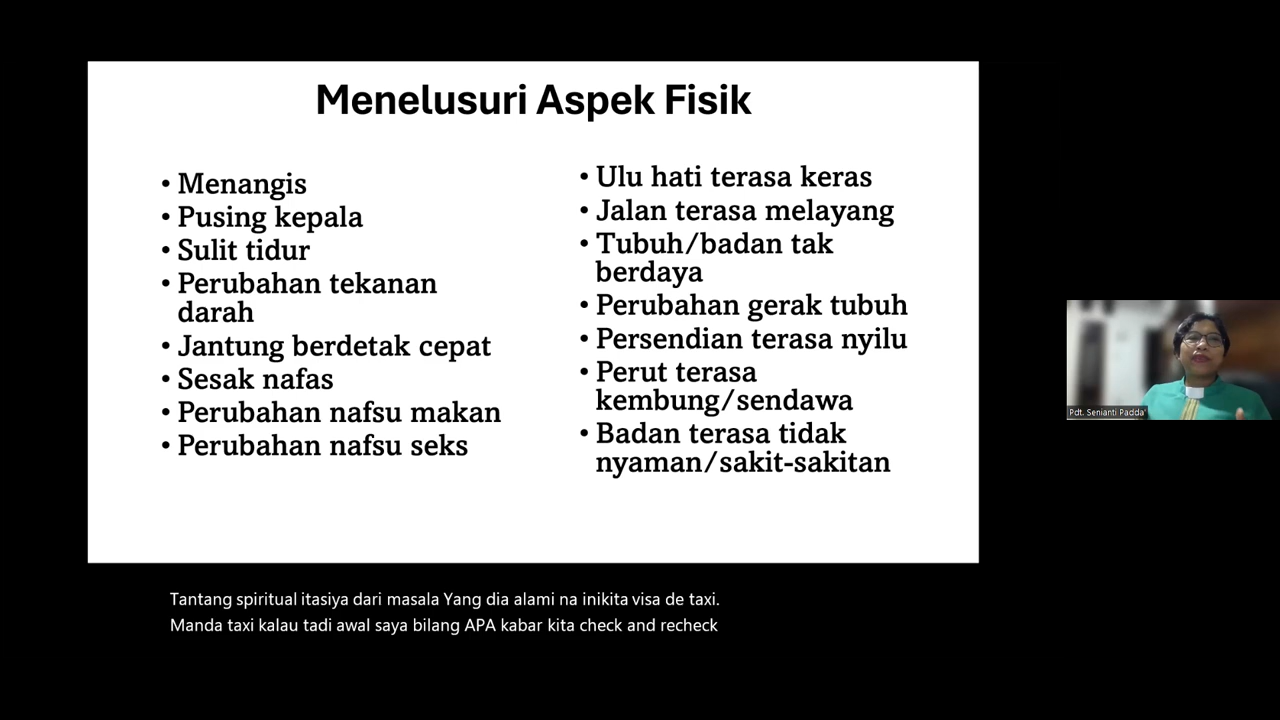 Menelusuri Aspek Fisik
• Menangis
• Pusing kepala
• Sulit tidur
• Perubahan tekanan
darah
• Jantung berdetak cepat
• Sesak nafas
• Perubahan nafsu makan
• Perubahan nafsu seks
• Ulu hati terasa keras
• Jalan terasa melayang
• Tubuh/badan tak
berdaya
• Perubahan gerak tubuh
• Persendian terasa nyilu
• Perut terasa
kembung/sendawa
• Badan terasa tidak
nyaman/sakit-sakitan
Pdt. Senianti Padda'
Tantang spiritual itasiya dari masala Yang dia alami na inikita visa de taxi.
Manda taxi kalau tadi awal saya bilang APA kabar kita check and recheck